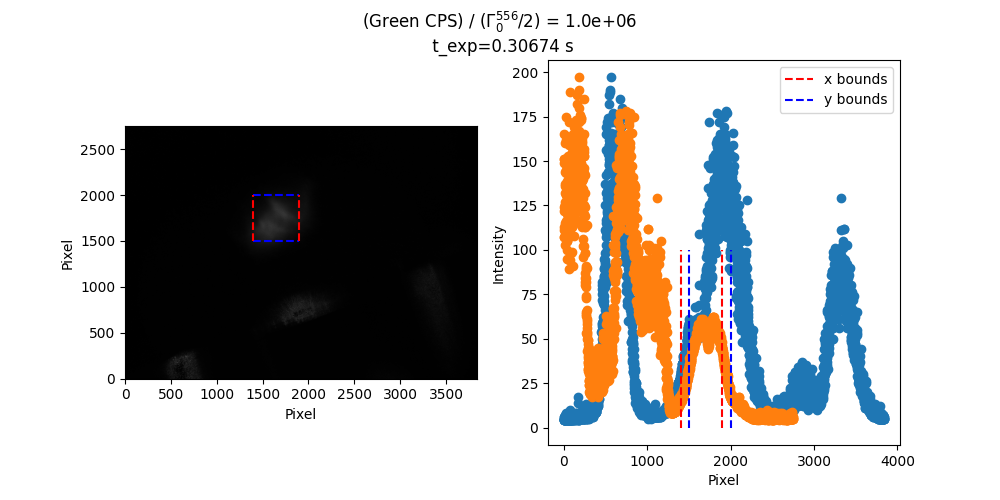 (Green CPS) / (Γ₀⁵⁵⁶/2) = 1.0e+06
t_exp=0.30674 s
2500
2000
1500
1000
500
0
Pixel
0 500 1000 1500 2000 2500 3000 3500
Pixel
200
175
150
125
100
75
50
25
0
Intensity
0 1000 2000 3000 4000
Pixel
x bounds
y bounds